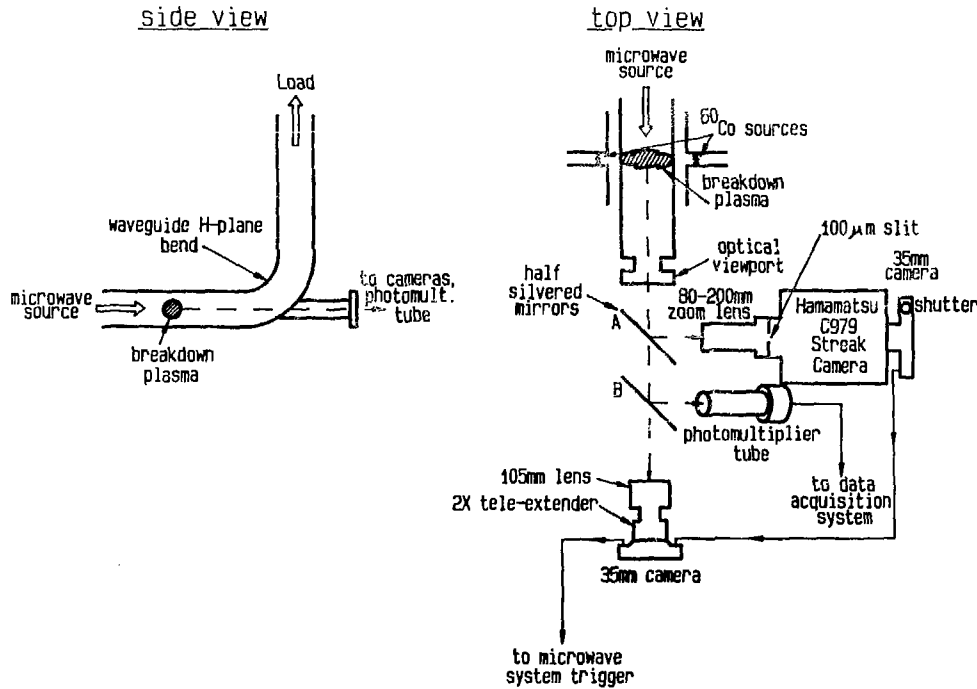 side view
Load
waveguide H-plane
bend
microwave
source
breakdown
plasma
to cameras,
photomult.
tube
top view
microwave
source
60Co sources
breakdown
plasma
100μm slit
optical
viewport
35mm
camera
half
silvered
mirrors
80-200mm
zoom lens
Hamamatsu
C979
Streak
Camera
shutter
A
B
photomultiplier
tube
105mm lens
2X tele-extender
to data
acquisition
system
35mm camera
to microwave
system trigger